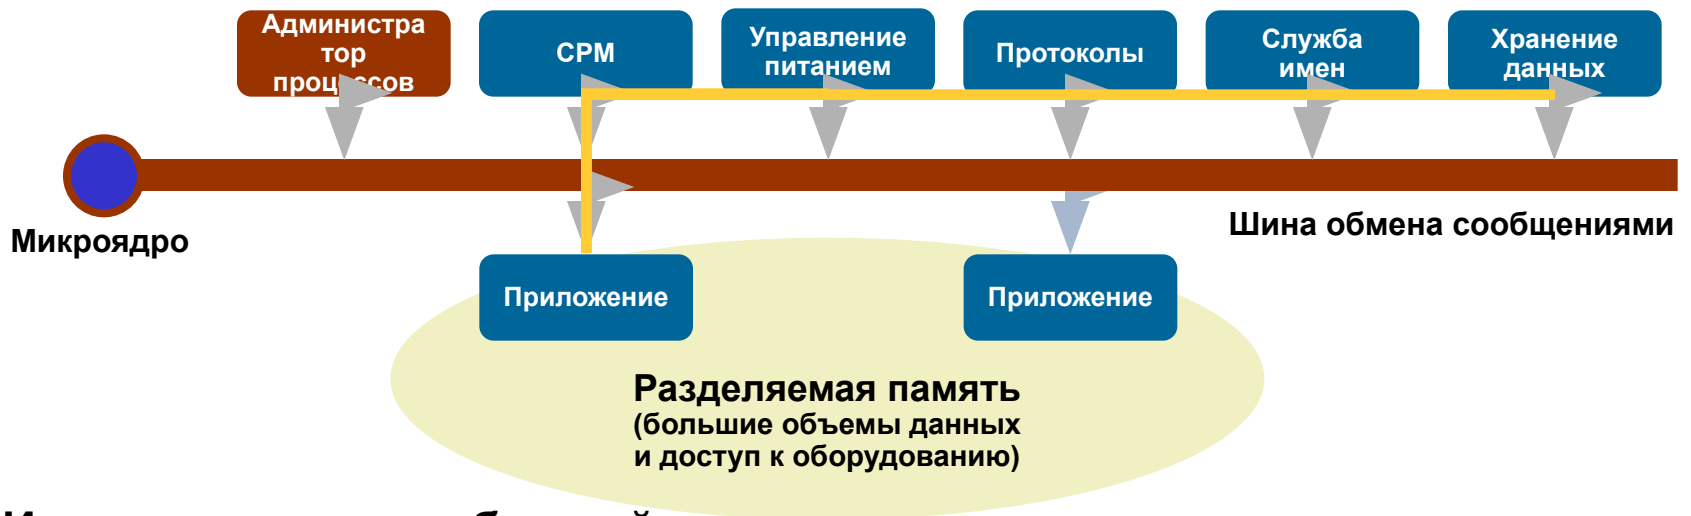 Администра
тор
процессов
СРМ
Управление
питанием
Протоколы
Служба
имен
Хранение
данных
Микроядро
Шина обмена сообщениями
Приложение
Приложение
Разделяемая память
(большие объемы данных
и доступ к оборудованию)